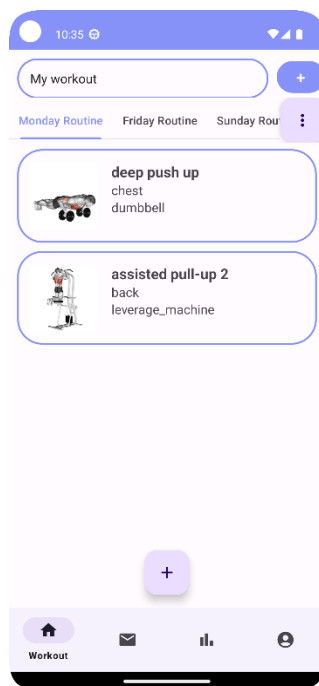 10:35
My workout
+
Monday Routine Friday Routine Sunday Rou
deep push up
chest
dumbbell
assisted pull-up 2
back
leverage_machine
+
Workout